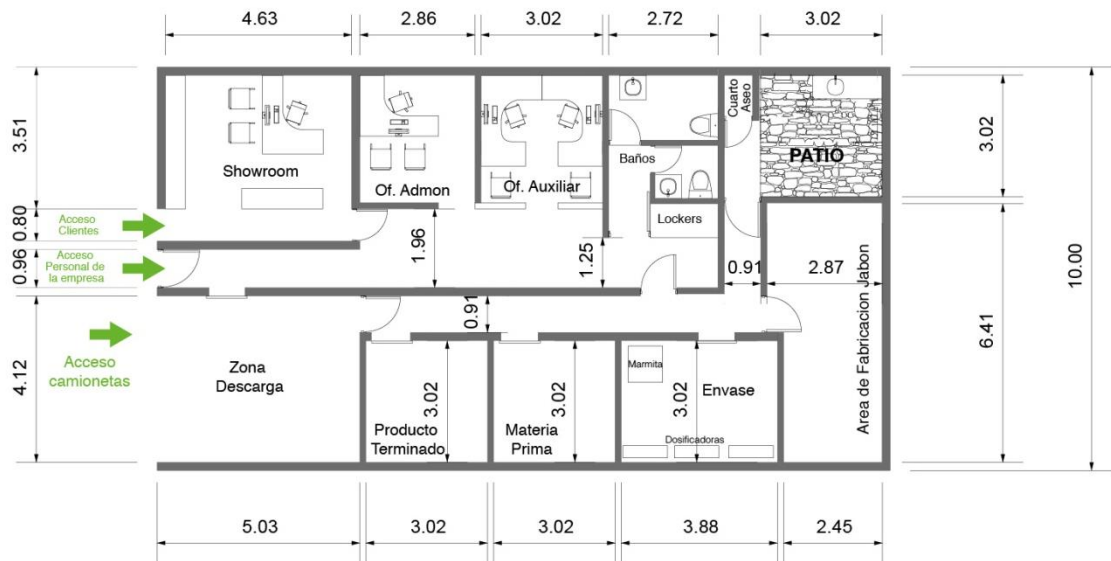 4.63
2.86
3.02
2.72
3.02
3.51
0.80
0.96
4.12
Showroom
Of. Admon
Of. Auxiliar
Baños
Lockers
Cuarto
Aseo
PATIO
Acceso
Clientes
Acceso
Personal de
la empresa
Acceso
camionetas
1.96
1.25
0.91
2.87
0.91
3.02
6.41
10.00
Zona
Descarga
Producto
Terminado
3.02
Materia
Prima
3.02
Marmita
3.02
Envase
Dosificadoras
Area de Fabricacion Jabon
5.03
3.02
3.02
3.88
2.45